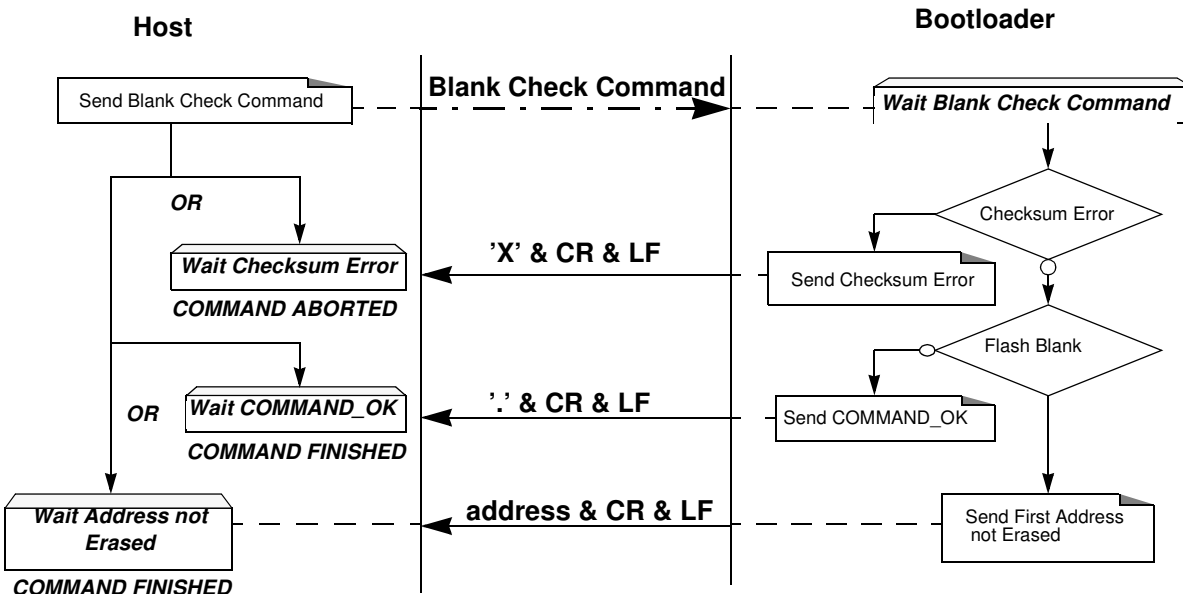 Host
Bootloader
Send Blank Check Command
Blank Check Command
Wait Blank Check Command
OR
Checksum Error
Wait Checksum Error
’X’ & CR & LF
Send Checksum Error
COMMAND ABORTED
Flash Blank
OR
Wait COMMAND_OK
’.’ & CR & LF
Send COMMAND_OK
COMMAND FINISHED
Wait Address not
Erased
address & CR & LF
Send First Address
not Erased
COMMAND FINISHED